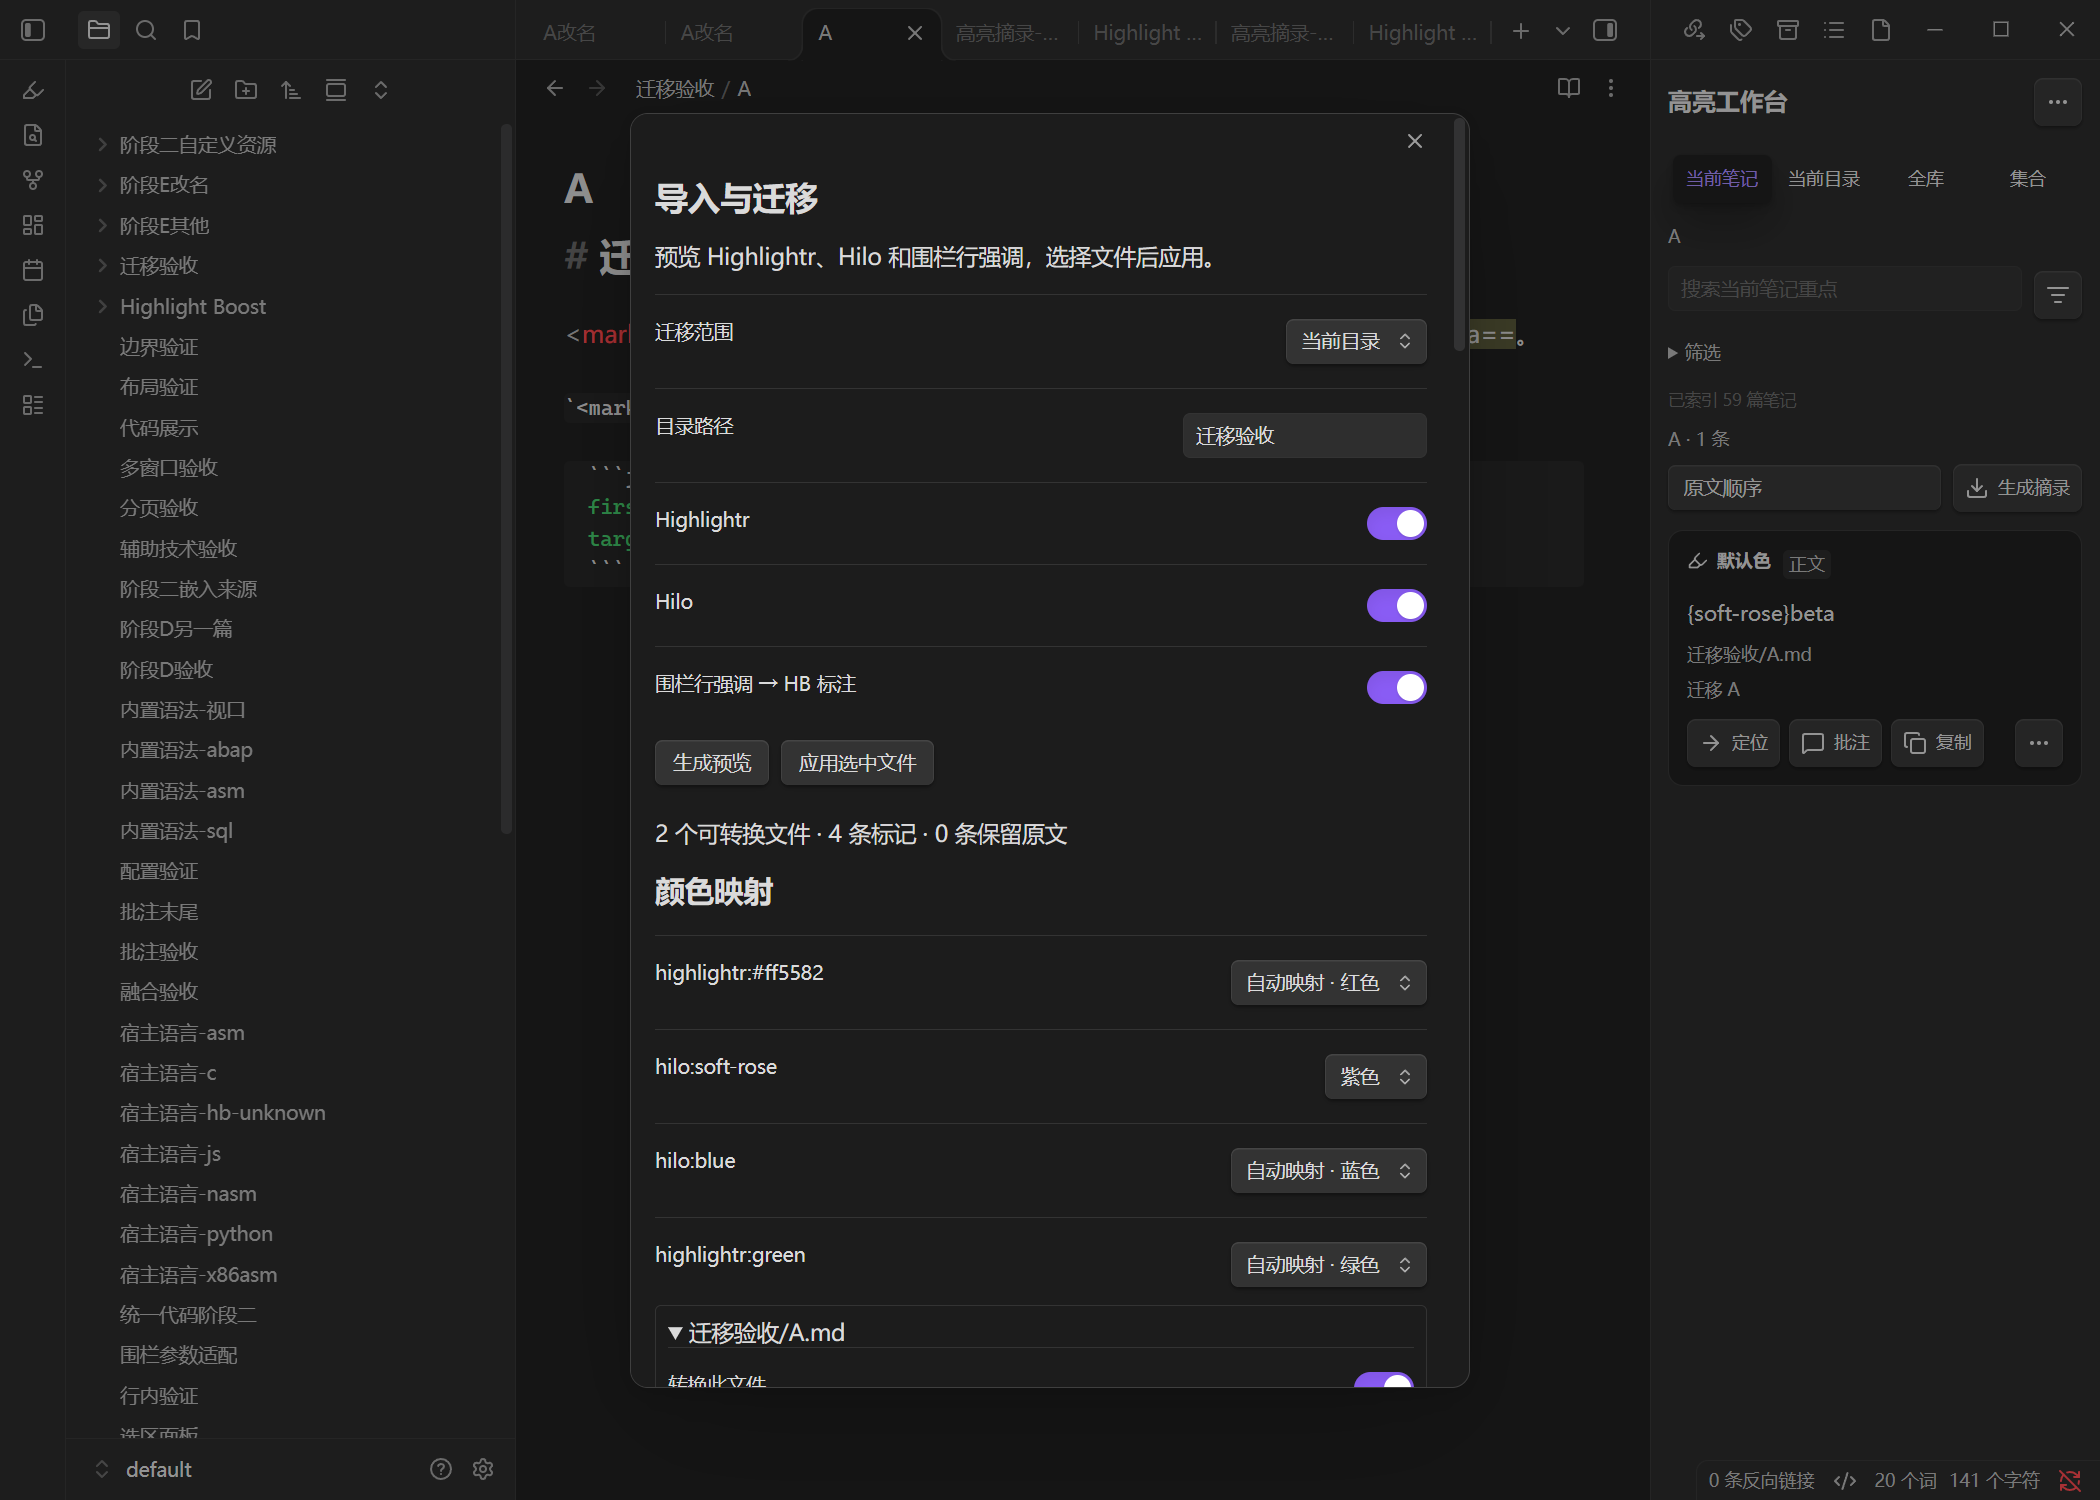 A改名
A改名
A
高亮摘录-...
Highlight ...
高亮摘录-...
Highlight ...
阶段二自定义资源
阶段E改名
阶段E其他
迁移验收
Highlight Boost
边界验证
布局验证
代码展示
多窗口验收
分页验收
辅助技术验收
阶段二嵌入来源
阶段D另一篇
阶段D验收
内置语法-视口
内置语法-abap
内置语法-asm
内置语法-sql
配置验证
批注末尾
批注验收
融合验收
宿主语言-asm
宿主语言-c
宿主语言-hb-unknown
宿主语言-js
宿主语言-nasm
宿主语言-python
宿主语言-x86asm
统一代码阶段二
围栏参数适配
行内验证
选区面板
default
迁移验收 / A
A
# 迁
<mar
a==。
`<mar
```
firs
targ
```
导入与迁移
预览 Highlightr、Hilo 和围栏行强调，选择文件后应用。
迁移范围
当前目录
目录路径
迁移验收
Highlightr
Hilo
围栏行强调 → HB 标注
生成预览
应用选中文件
2 个可转换文件 · 4 条标记 · 0 条保留原文
颜色映射
highlightr:#ff5582
自动映射 · 红色
hilo:soft-rose
紫色
hilo:blue
自动映射 · 蓝色
highlightr:green
自动映射 · 绿色
▼ 迁移验收/A.md
转换此文件
高亮工作台
当前笔记
当前目录
全库
集合
A
搜索当前笔记重点
▶ 筛选
已索引 59 篇笔记
A · 1 条
原文顺序
生成摘录
默认色
正文
{soft-rose}beta
迁移验收/A.md
迁移 A
定位
批注
复制
0 条反向链接
20 个词
141 个字符